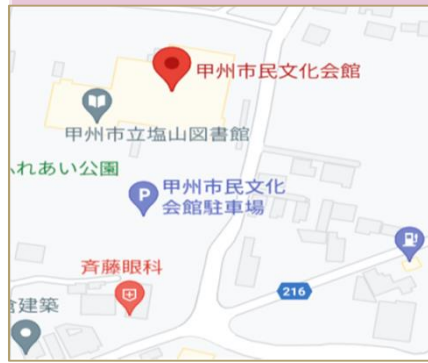 甲州市民文化会館
甲州市立塩山図書館
れあい公園
P
甲州市民文化
会館駐車場
斉藤眼科
216
建築